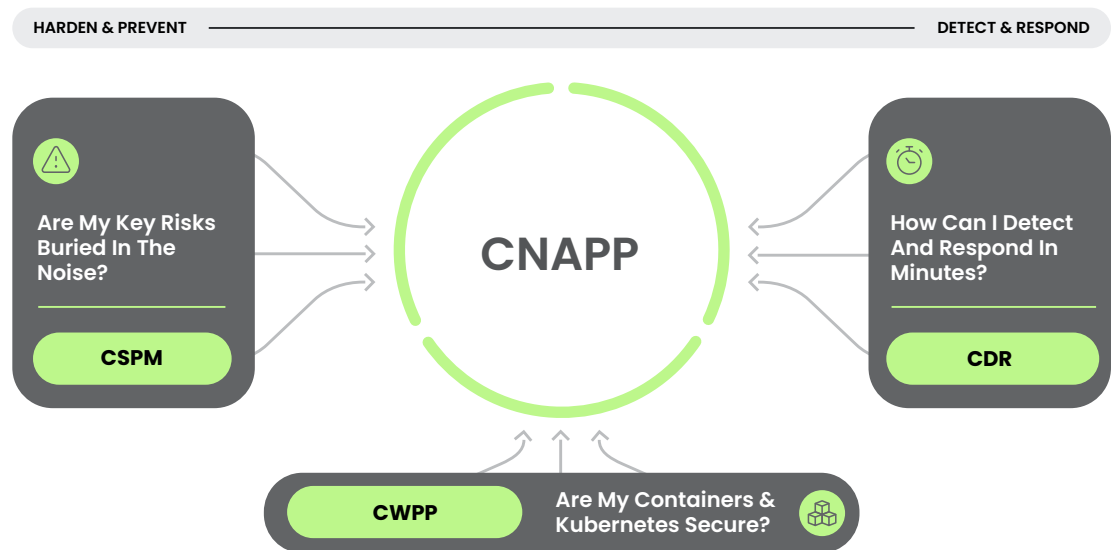 HARDEN & PREVENT
DETECT & RESPOND
Are My Key Risks
Buried In The
Noise?
CSPM
CNAPP
How Can I Detect
And Respond In
Minutes?
CDR
CWPP
Are My Containers &
Kubernetes Secure?